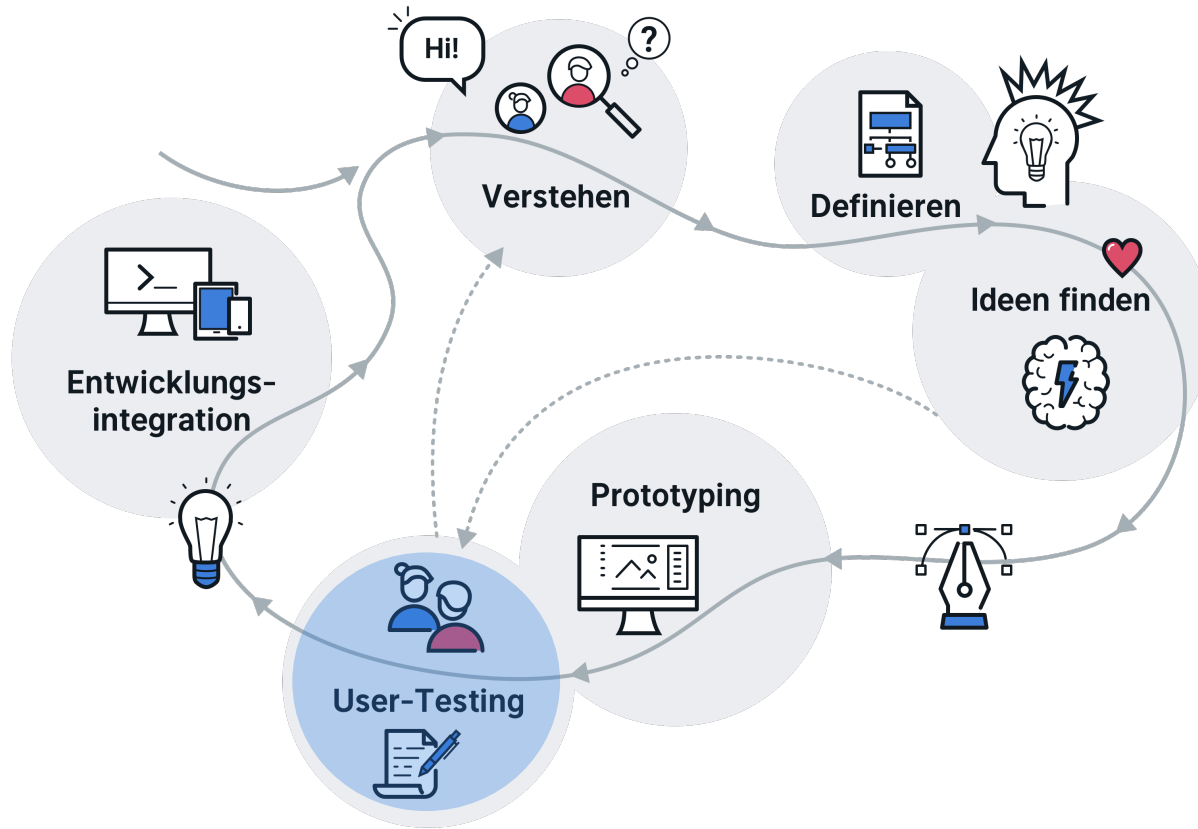 Hi!
?
Verstehen
Definieren
Ideen finden
Entwicklungs-
integration
Prototyping
User-Testing